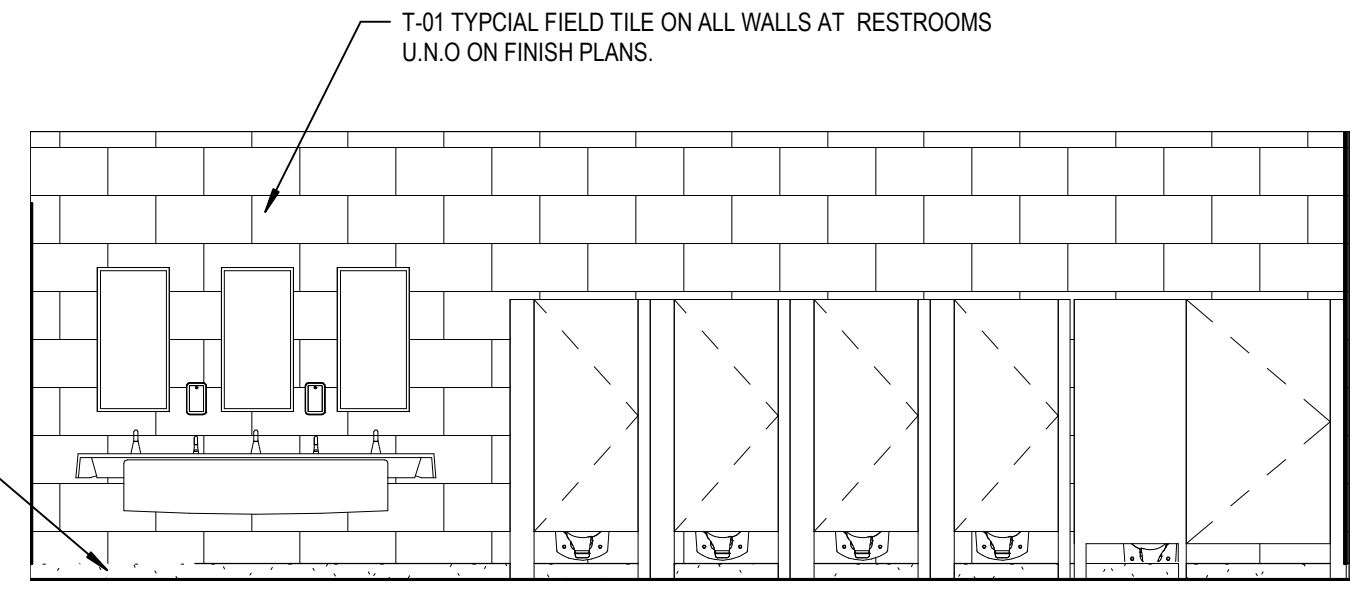 T-01 TYPCIAL FIELD TILE ON ALL WALLS AT RESTROOMS
U.N.O ON FINISH PLANS.